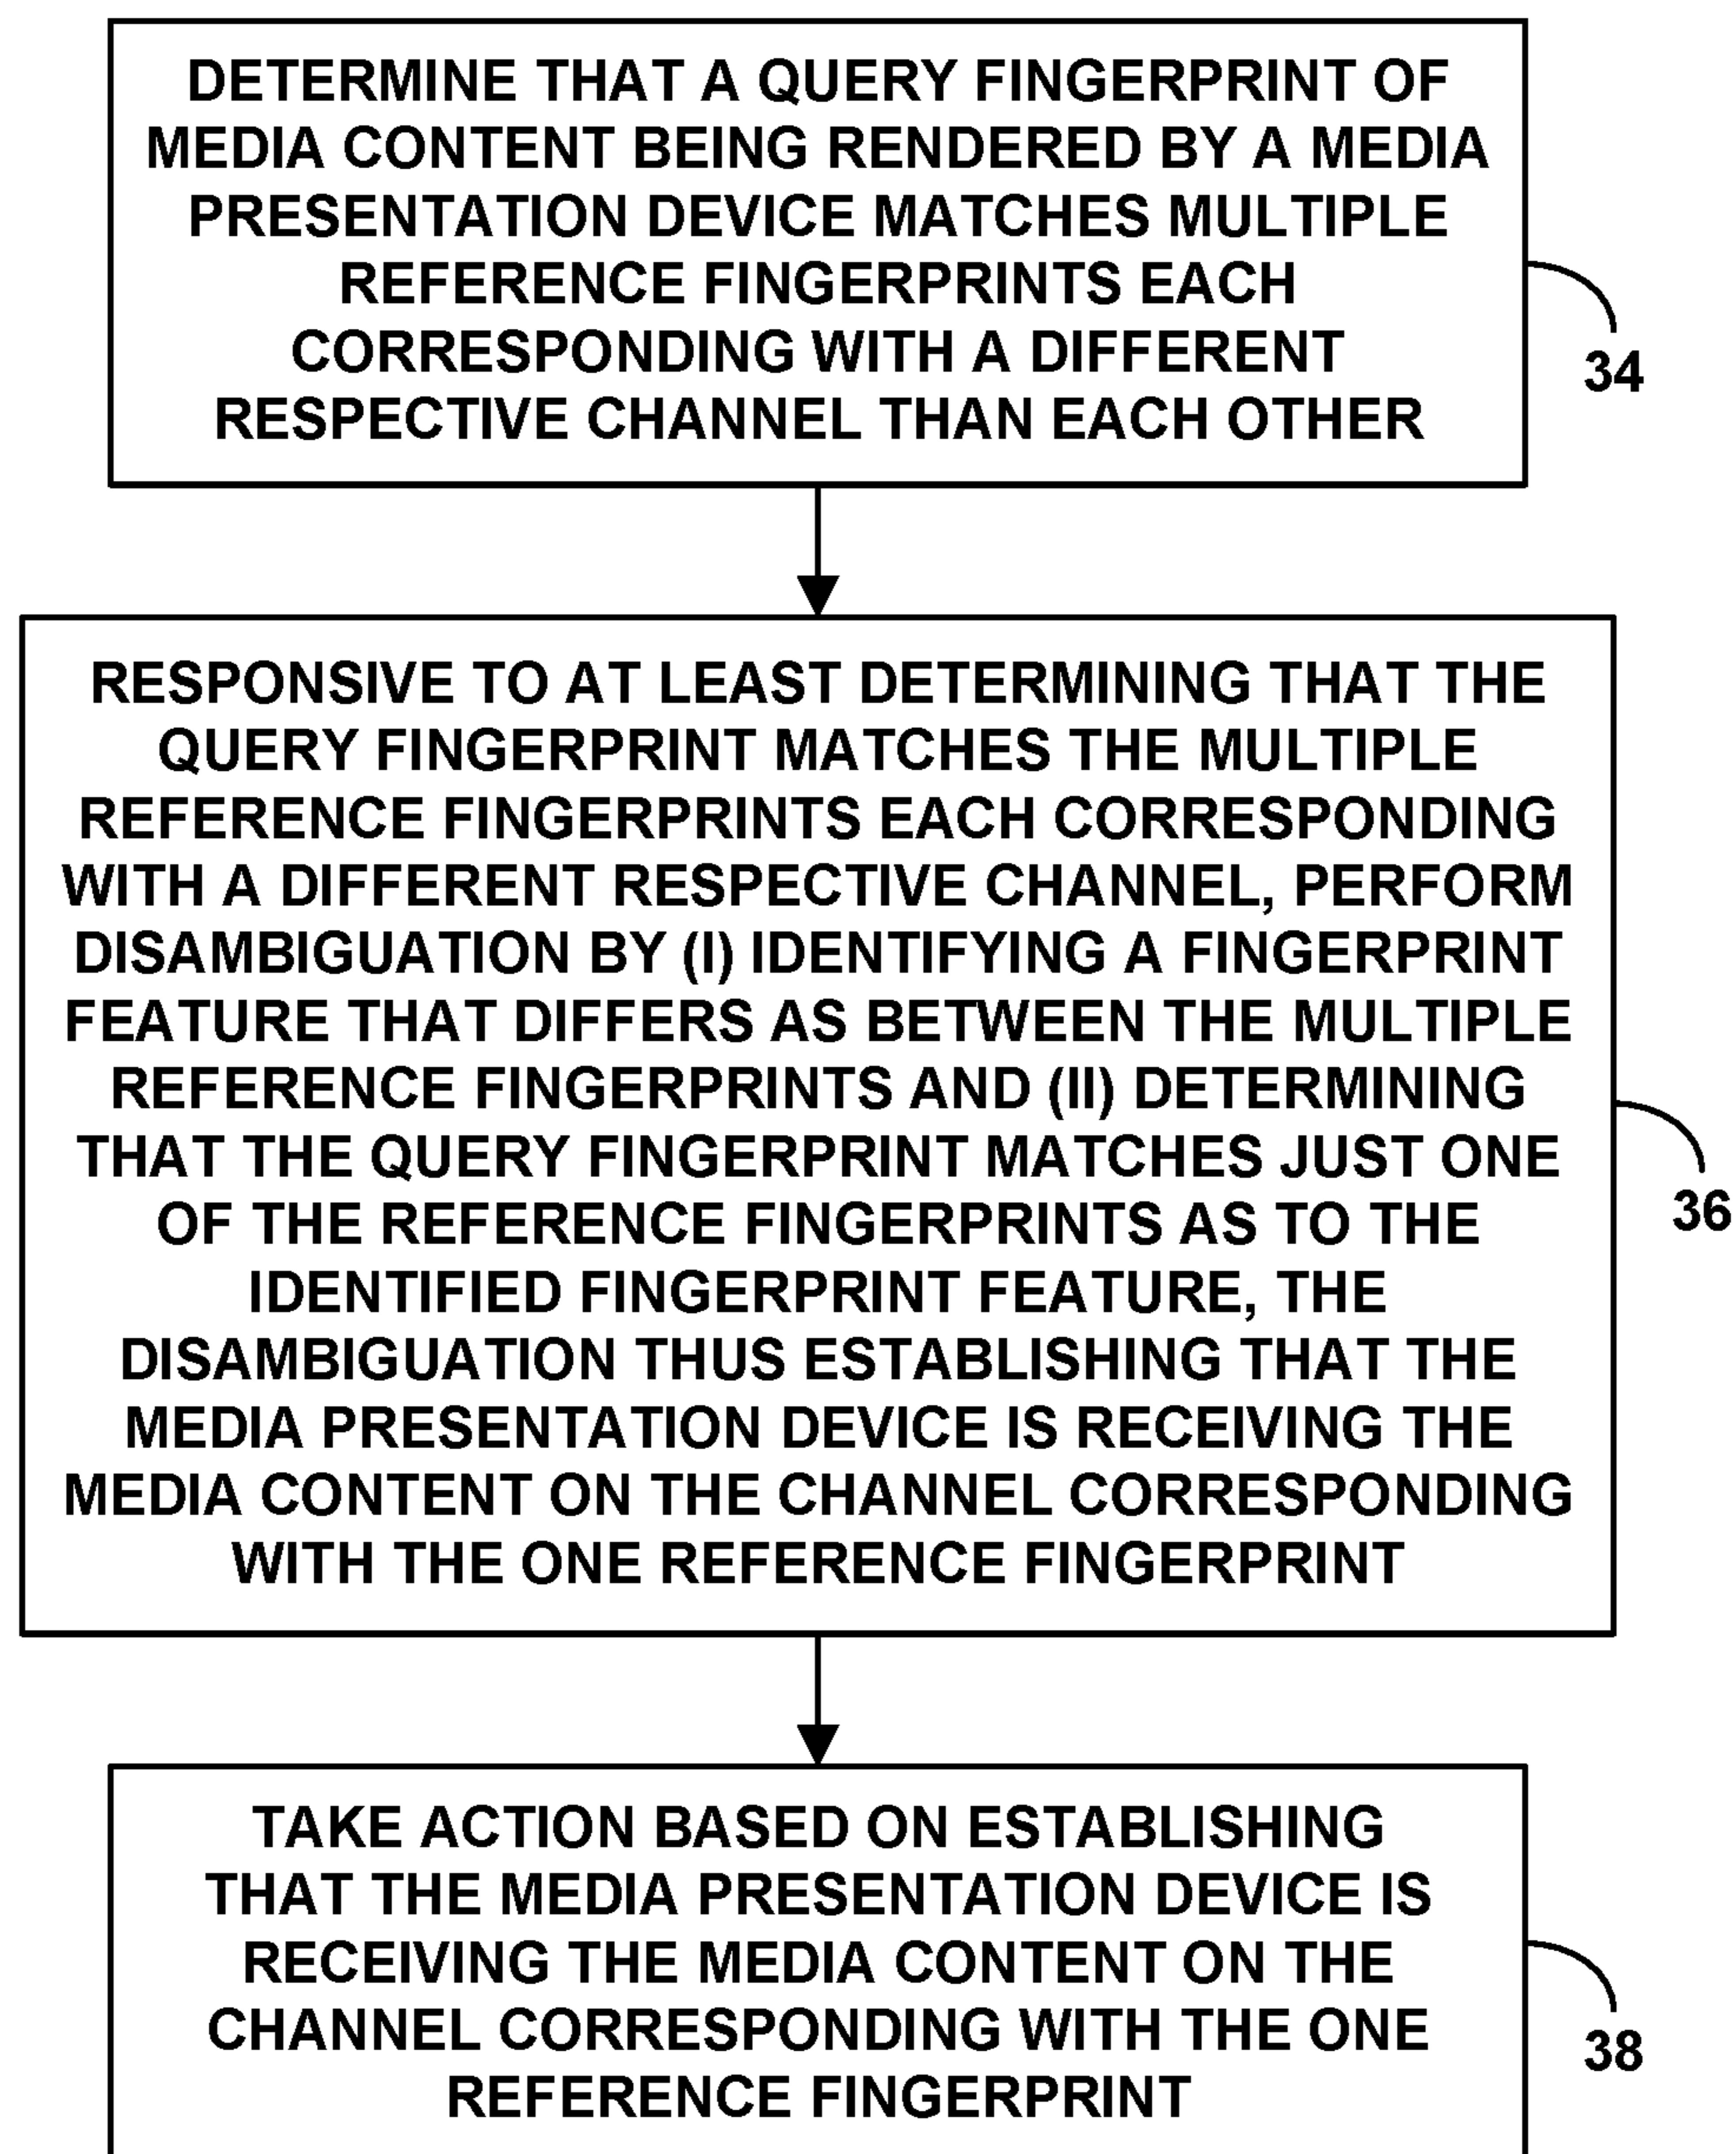 DETERMINE THAT A QUERY FINGERPRINT OF
MEDIA CONTENT BEING RENDERED BY A MEDIA
PRESENTATION DEVICE MATCHES MULTIPLE
REFERENCE FINGERPRINTS EACH
CORRESPONDING WITH A DIFFERENT
RESPECTIVE CHANNEL THAN EACH OTHER
34
RESPONSIVE TO AT LEAST DETERMINING THAT THE
QUERY FINGERPRINT MATCHES THE MULTIPLE
REFERENCE FINGERPRINTS EACH CORRESPONDING
WITH A DIFFERENT RESPECTIVE CHANNEL, PERFORM
DISAMBIGUATION BY (I) IDENTIFYING A FINGERPRINT
FEATURE THAT DIFFERS AS BETWEEN THE MULTIPLE
REFERENCE FINGERPRINTS AND (II) DETERMINING
THAT THE QUERY FINGERPRINT MATCHES JUST ONE
OF THE REFERENCE FINGERPRINTS AS TO THE
IDENTIFIED FINGERPRINT FEATURE, THE
DISAMBIGUATION THUS ESTABLISHING THAT THE
MEDIA PRESENTATION DEVICE IS RECEIVING THE
MEDIA CONTENT ON THE CHANNEL CORRESPONDING
WITH THE ONE REFERENCE FINGERPRINT
36
TAKE ACTION BASED ON ESTABLISHING
THAT THE MEDIA PRESENTATION DEVICE IS
RECEIVING THE MEDIA CONTENT ON THE
CHANNEL CORRESPONDING WITH THE ONE
REFERENCE FINGERPRINT
38